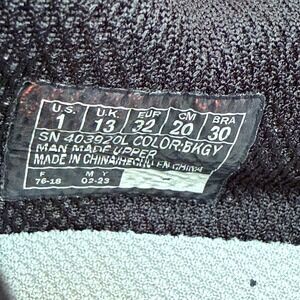 U.S. U.K. EUR CM BRA
1 13 32 20 30
SN 403930L COLOR:BKGY
MAN MADE UPPER
MADE IN CHINA/HECHO EN CHINA
F M Y
76-18 02-23